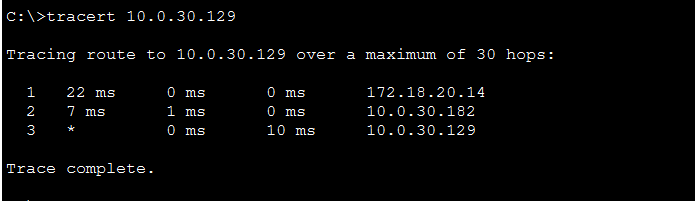 C:\>tracert 10.0.30.129
Tracing route to 10.0.30.129 over a maximum of 30 hops:
1 22 ms 0 ms 0 ms 172.18.20.14
2 7 ms 1 ms 0 ms 10.0.30.182
3 * 0 ms 10 ms 10.0.30.129
Trace complete.